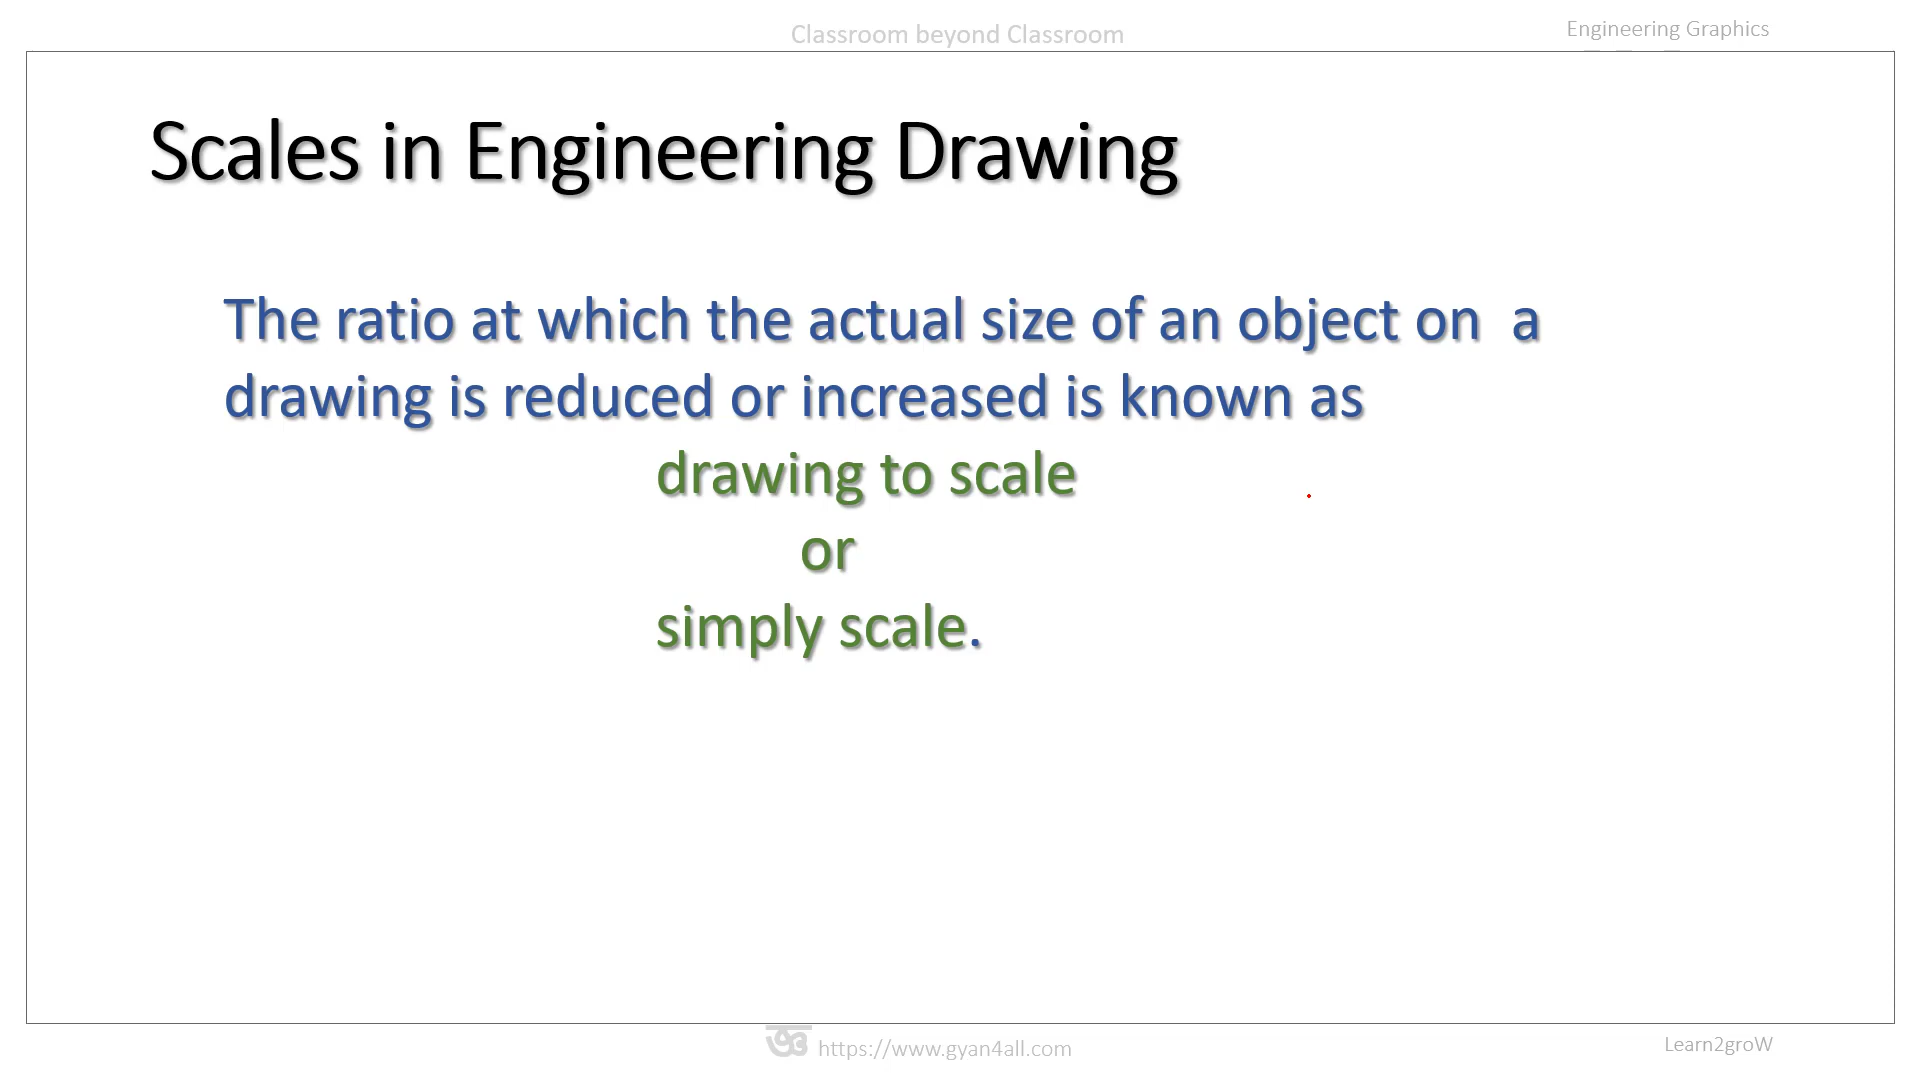 Classroom beyond Classroom
Engineering Graphics
Scales in Engineering Drawing
The ratio at which the actual size of an object on a
drawing is reduced or increased is known as
drawing to scale
or
simply scale.
https://www.gyan4all.com
Learn2groW